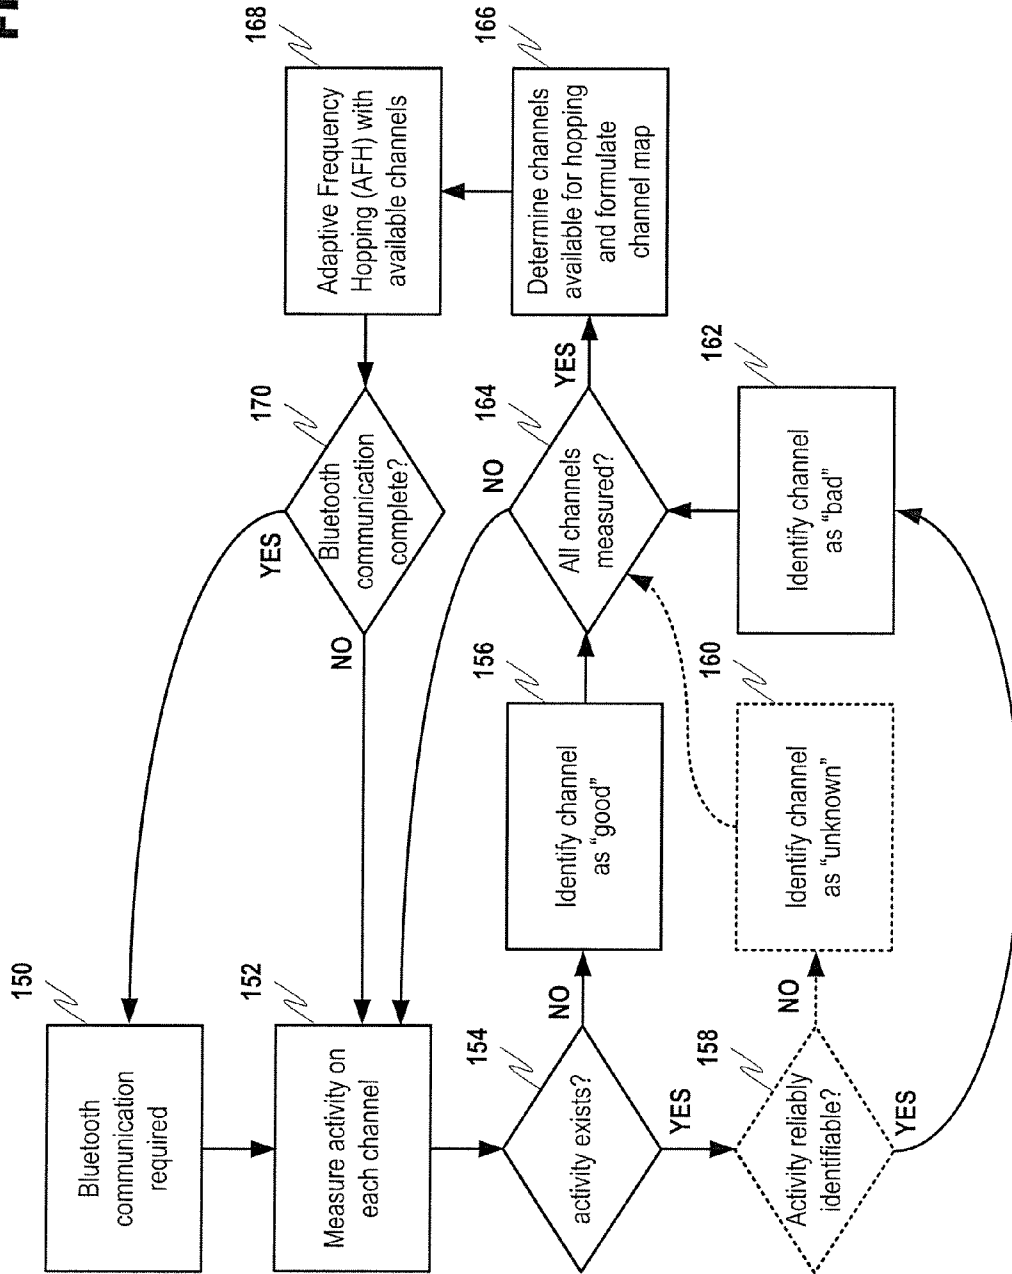 150
Bluetooth
communication
required
152
Measure activity on
each channel
154
activity exists?
NO
YES
156
Identify channel
as “good”
158
Activity reliably
identifiable?
NO
YES
160
Identify channel
as “unknown”
162
Identify channel
as “bad”
164
All channels
measured?
NO
YES
166
Determine channels
available for hopping
and formulate
channel map
168
Adaptive Frequency
Hopping (AFH) with
available channels
170
Bluetooth
communication
complete?
YES
NO